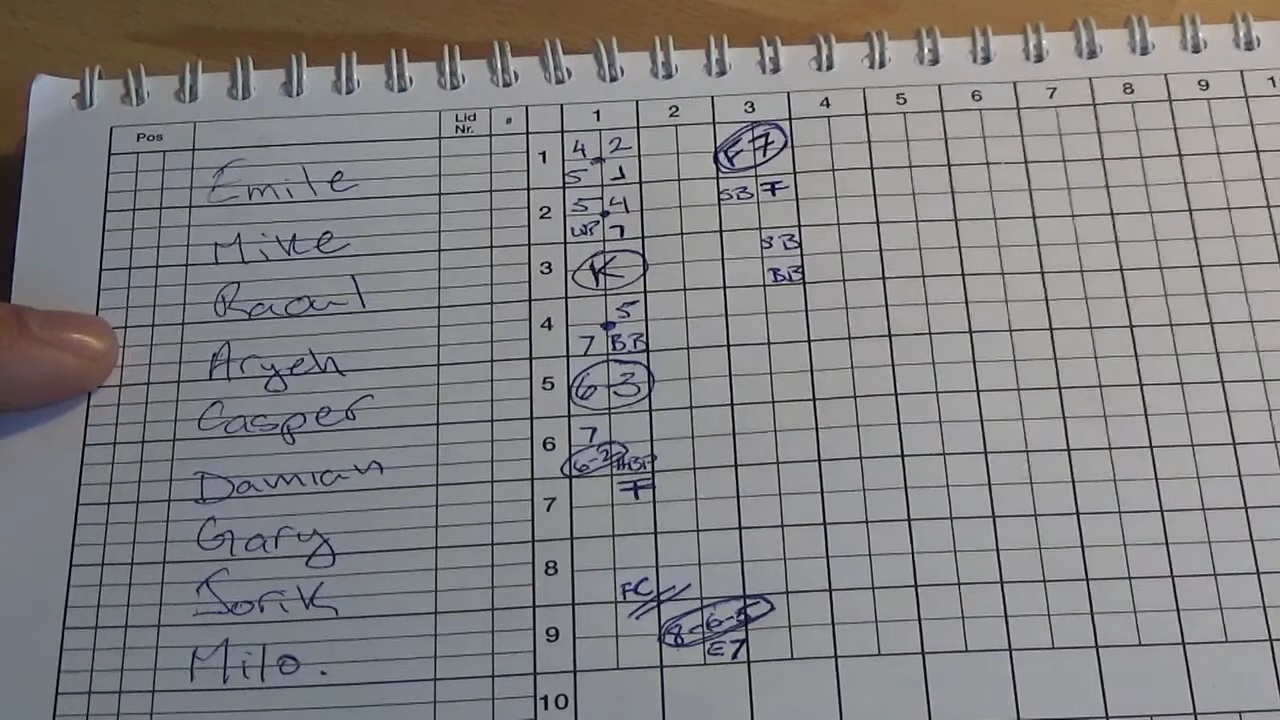 Pos Lid Nr. # 1 2 3 4 5 6 7 8 9
Emile 1 4 2 F7
5 1
Mike 2 5 4 SB F
WP 7
Raoul 3 K SB
BB
Aryeh 4 5
7 BB
Casper 5 6-3
Damian 6 7
6-2
Gary 7 F
Jorik 8 FC
Milo. 9 8-6-5
E7
10